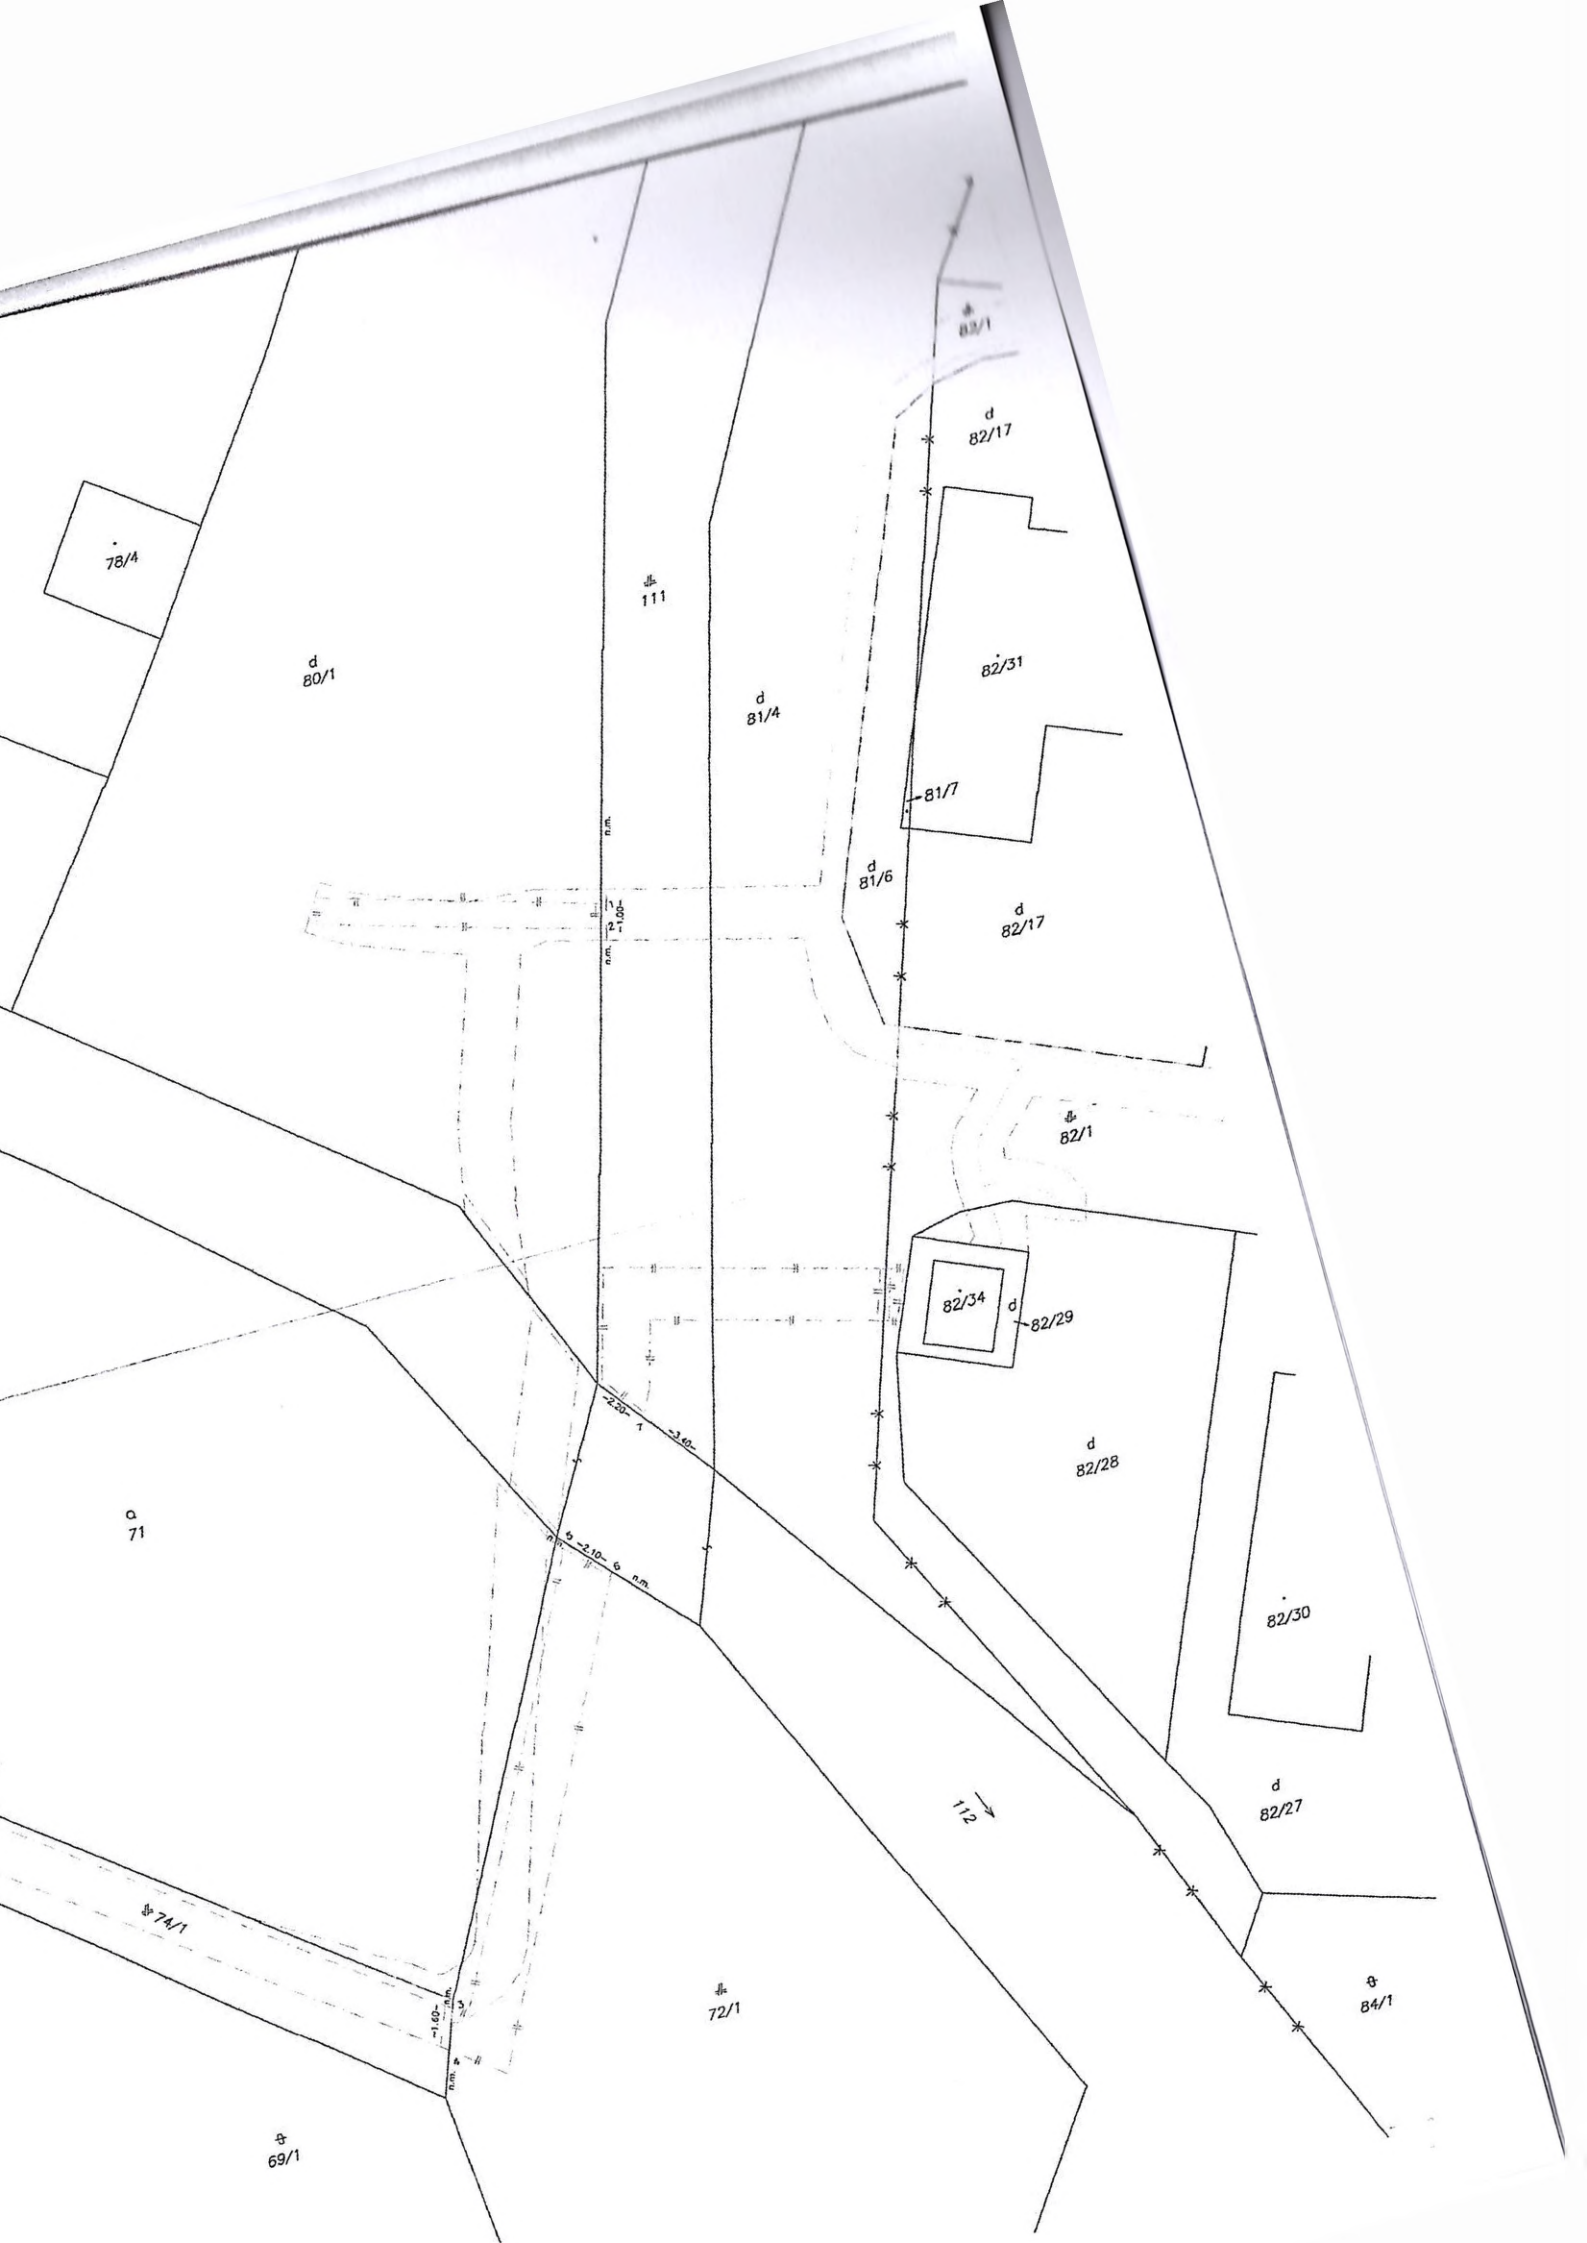 83/1
d
82/17
78/4
111
d
80/1
82/31
d
81/4
81/7
n.m.
d
81/6
1
-1.00-
2
d
82/17
n.m.
82/1
82/34
d
82/29
-2.20-
7
-3.40-
d
82/28
71
n.m.
5
-2.10-
6
n.m.
82/30
112
d
82/27
74/1
n.m.
3
-1.60-
4
n.m.
72/1
84/1
69/1